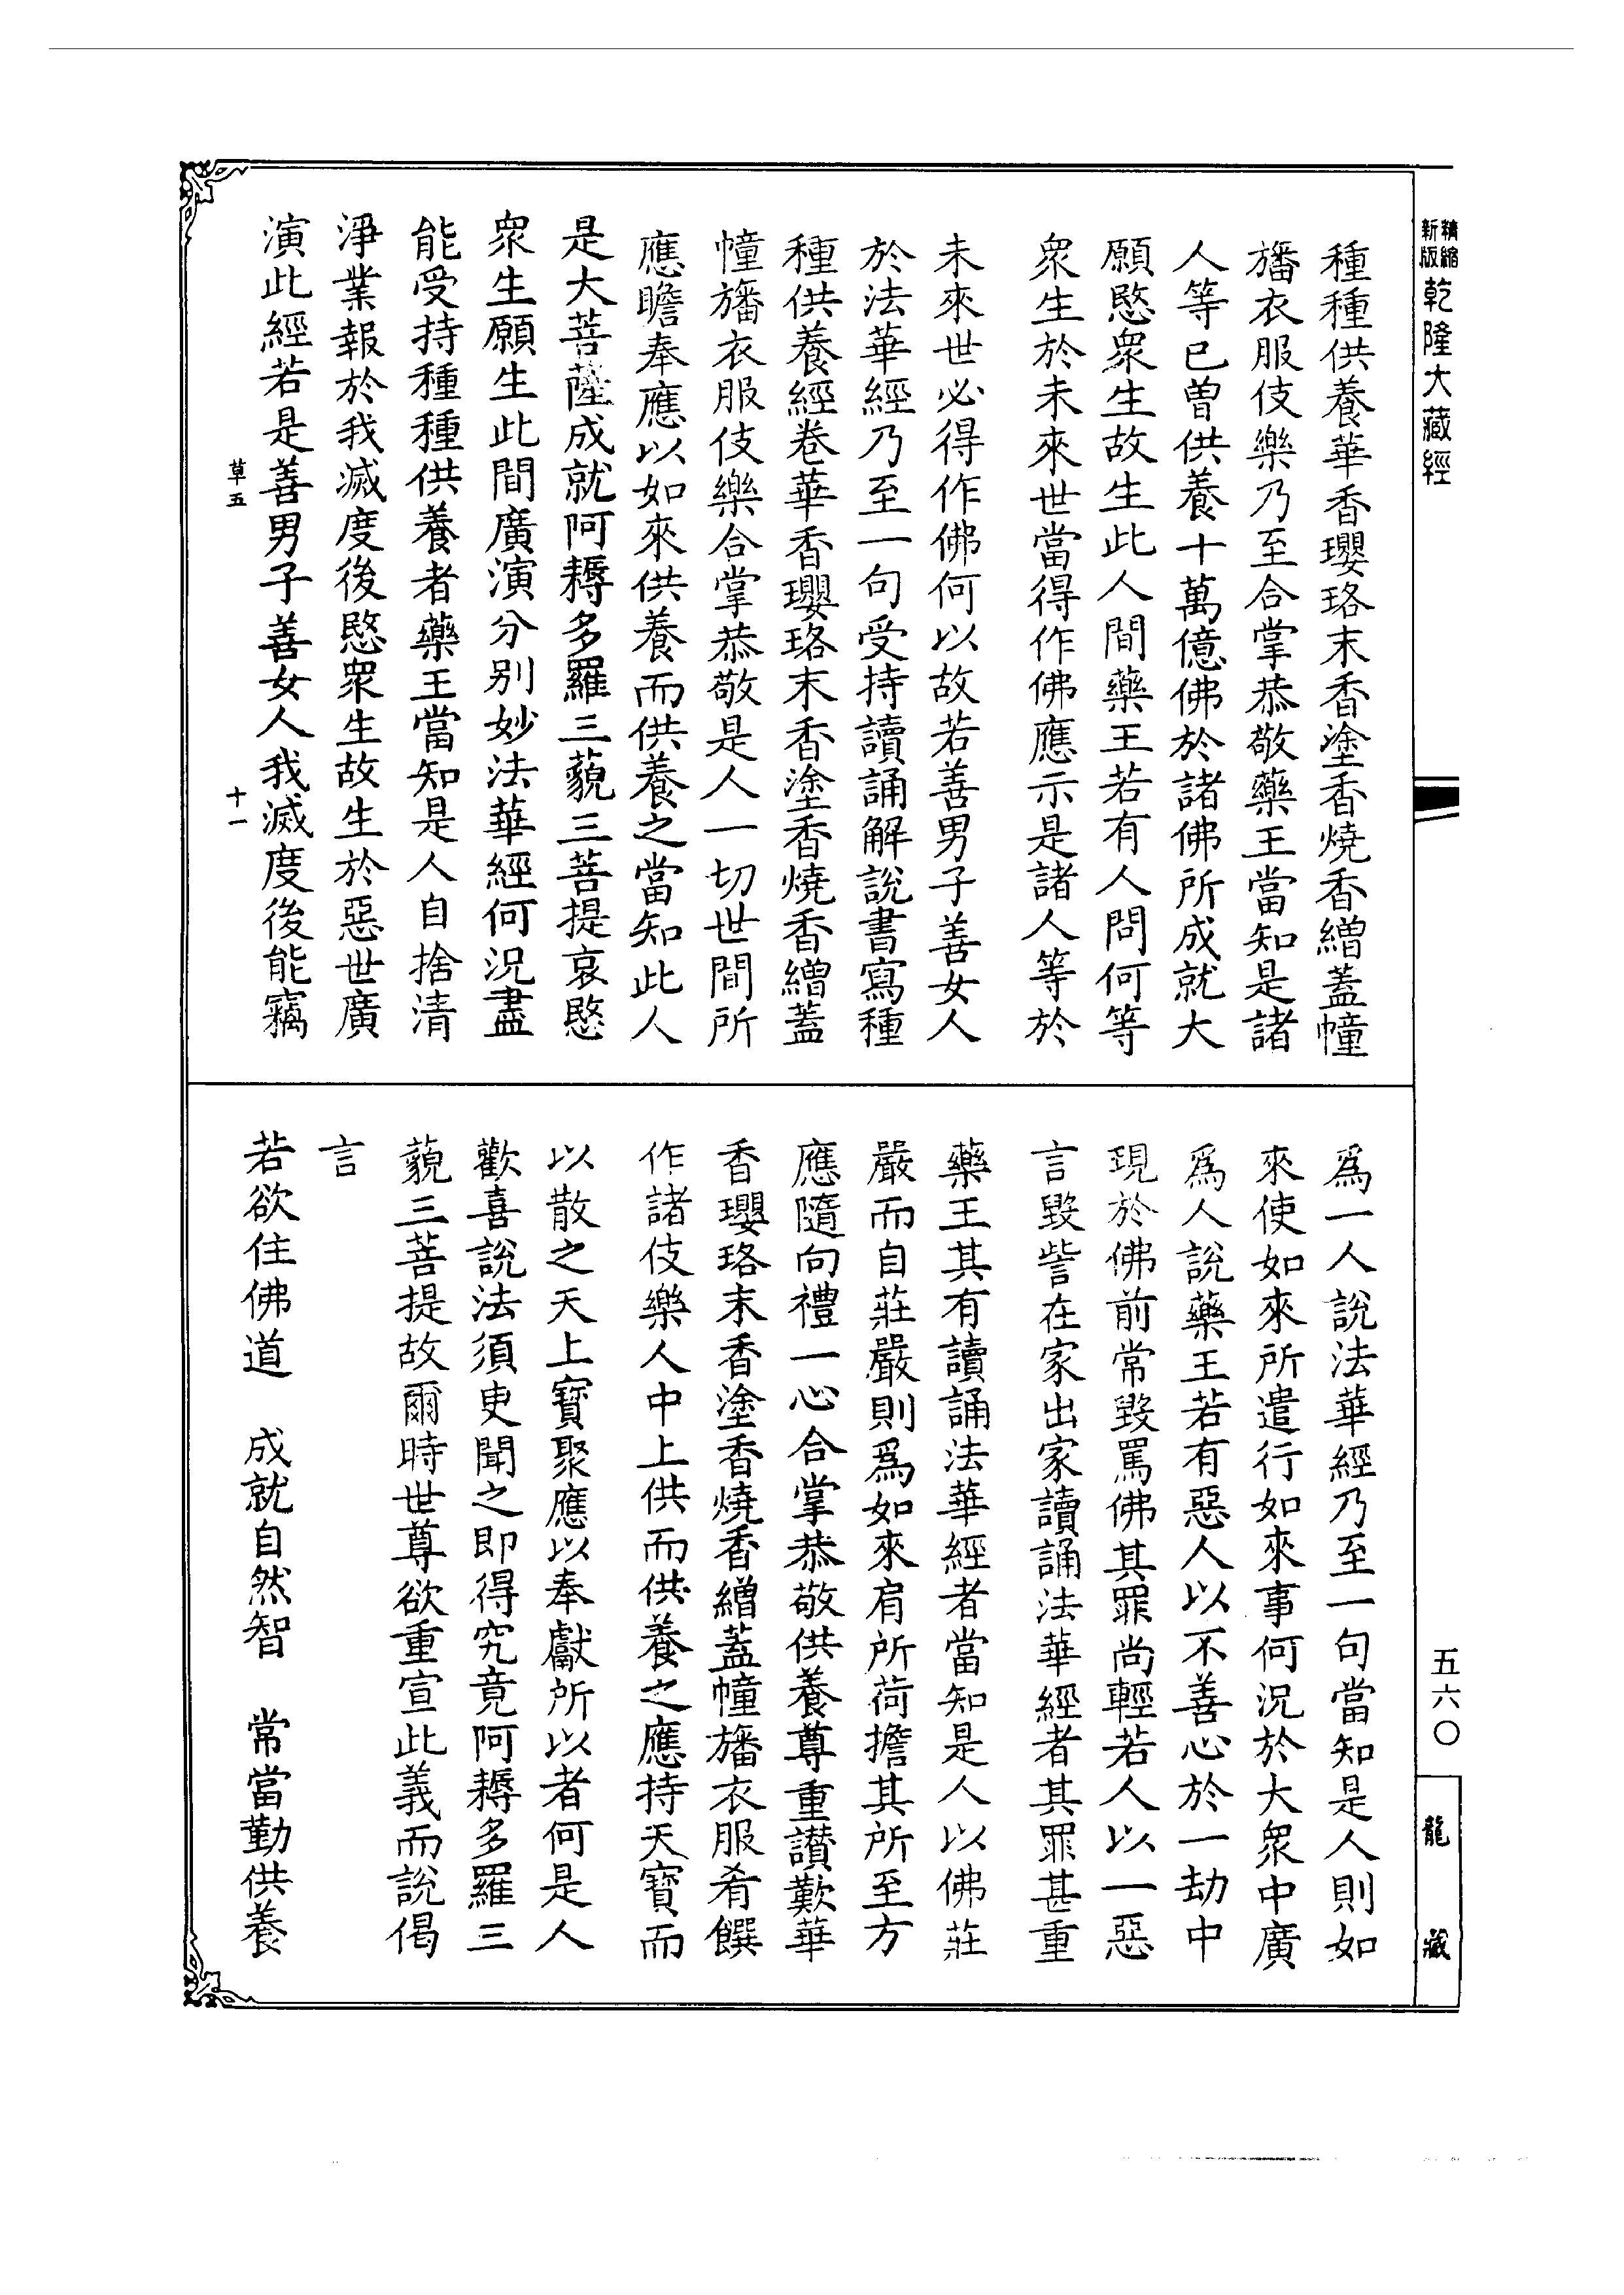 精縮新版乾隆大藏經
種種供養華香瓔珞末香塗香燒香繒蓋幢
旛衣服伎樂乃至合掌恭敬藥王當知是諸
人等已曾供養十萬億佛於諸佛所成就大
願愍衆生故生此人間藥王若有人問何等
衆生於未來世當得作佛應示是諸人等於
未來世必得作佛何以故若善男子善女人
於法華經乃至一句受持讀誦解說書寫種
種供養經卷華香瓔珞末香塗香燒香繒蓋
幢旛衣服伎樂合掌恭敬是人一切世間所
應瞻奉應以如來供養而供養之當知此人
是大菩薩成就阿耨多羅三藐三菩提哀愍
衆生願生此間廣演分別妙法華經何況盡
能受持種種供養者藥王當知是人自捨清
淨業報於我滅度後愍衆生故生於惡世廣
演此經若是善男子善女人我滅度後能竊
草五 十一
爲一人說法華經乃至一句當知是人則如
來使如來所遣行如來事何況於大衆中廣
爲人說藥王若有惡人以不善心於一劫中
現於佛前常毀罵佛其罪尚輕若人以一惡
言毀訾在家出家讀誦法華經者其罪甚重
藥王其有讀誦法華經者當知是人以佛莊
嚴而自莊嚴則爲如來肩所荷擔其所至方
應隨向禮一心合掌恭敬供養尊重讚歎華
香瓔珞末香塗香燒香繒蓋幢旛衣服肴饌
作諸伎樂人中上供而供養之應持天寶而
以散之天上寶聚應以奉獻所以者何是人
歡喜說法須臾聞之即得究竟阿耨多羅三
藐三菩提故爾時世尊欲重宣此義而說偈
言
若欲住佛道 成就自然智 常當勤供養
五六〇
龍藏